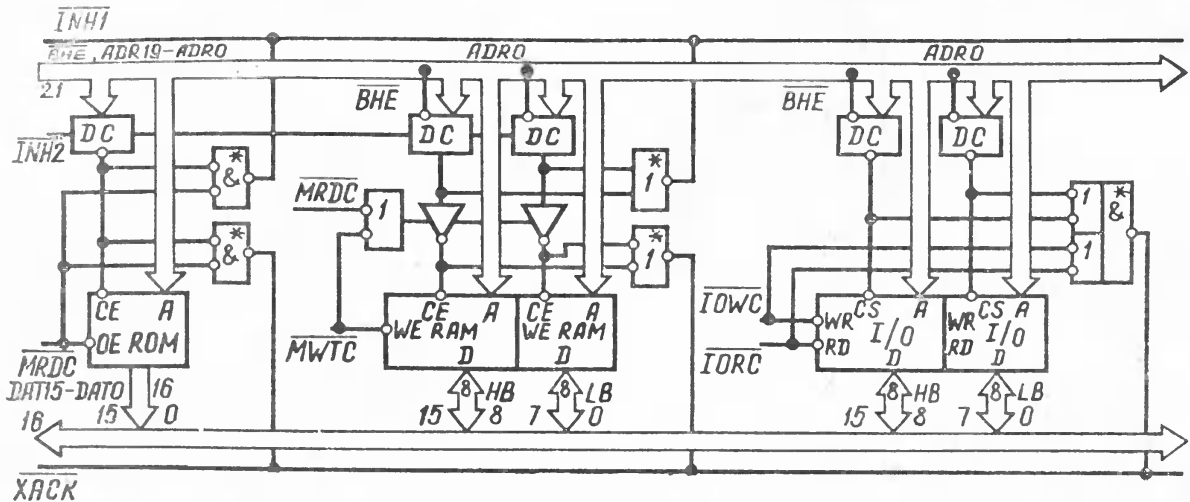 INH1
BHE, ADR19-ADR0 ADR0 ADR0
21
BHE BHE
INH2 DC DC DC DC DC
* & * 1
MRDC 1 1 * &
* & * 1 1
CE A CE A CE A CS A CS A
IOWC
OE ROM WE RAM WE RAM WR I/O WR I/O
RD RD
MRDC MWTC D D IORC D D
DAT15-DAT0 16 8 HB 8 LB 8 HB 8 LB
16 15 0 15 8 7 0 15 8 7 0
XACK